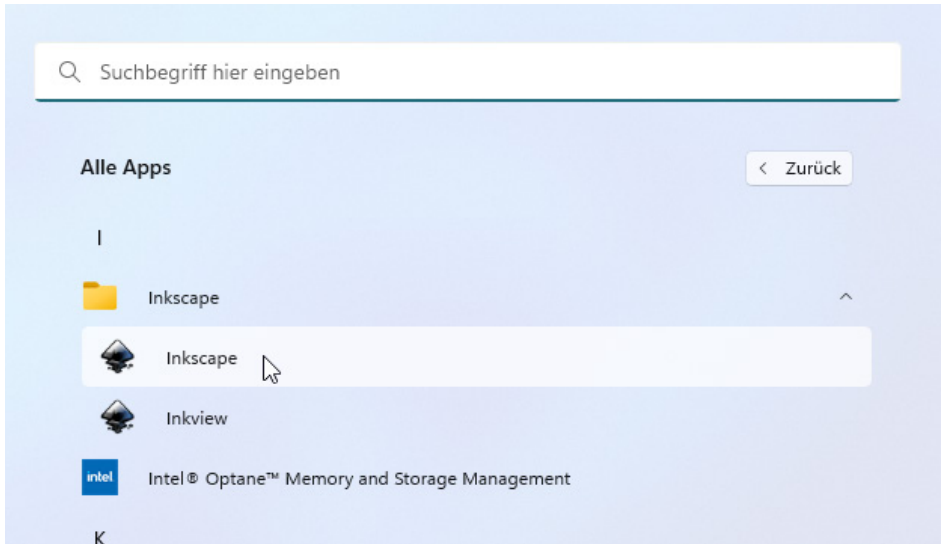 Suchbegriff hier eingeben
Alle Apps
Zurück
I
Inkscape
Inkscape
Inkview
intel
Intel® Optane™ Memory and Storage Management
K